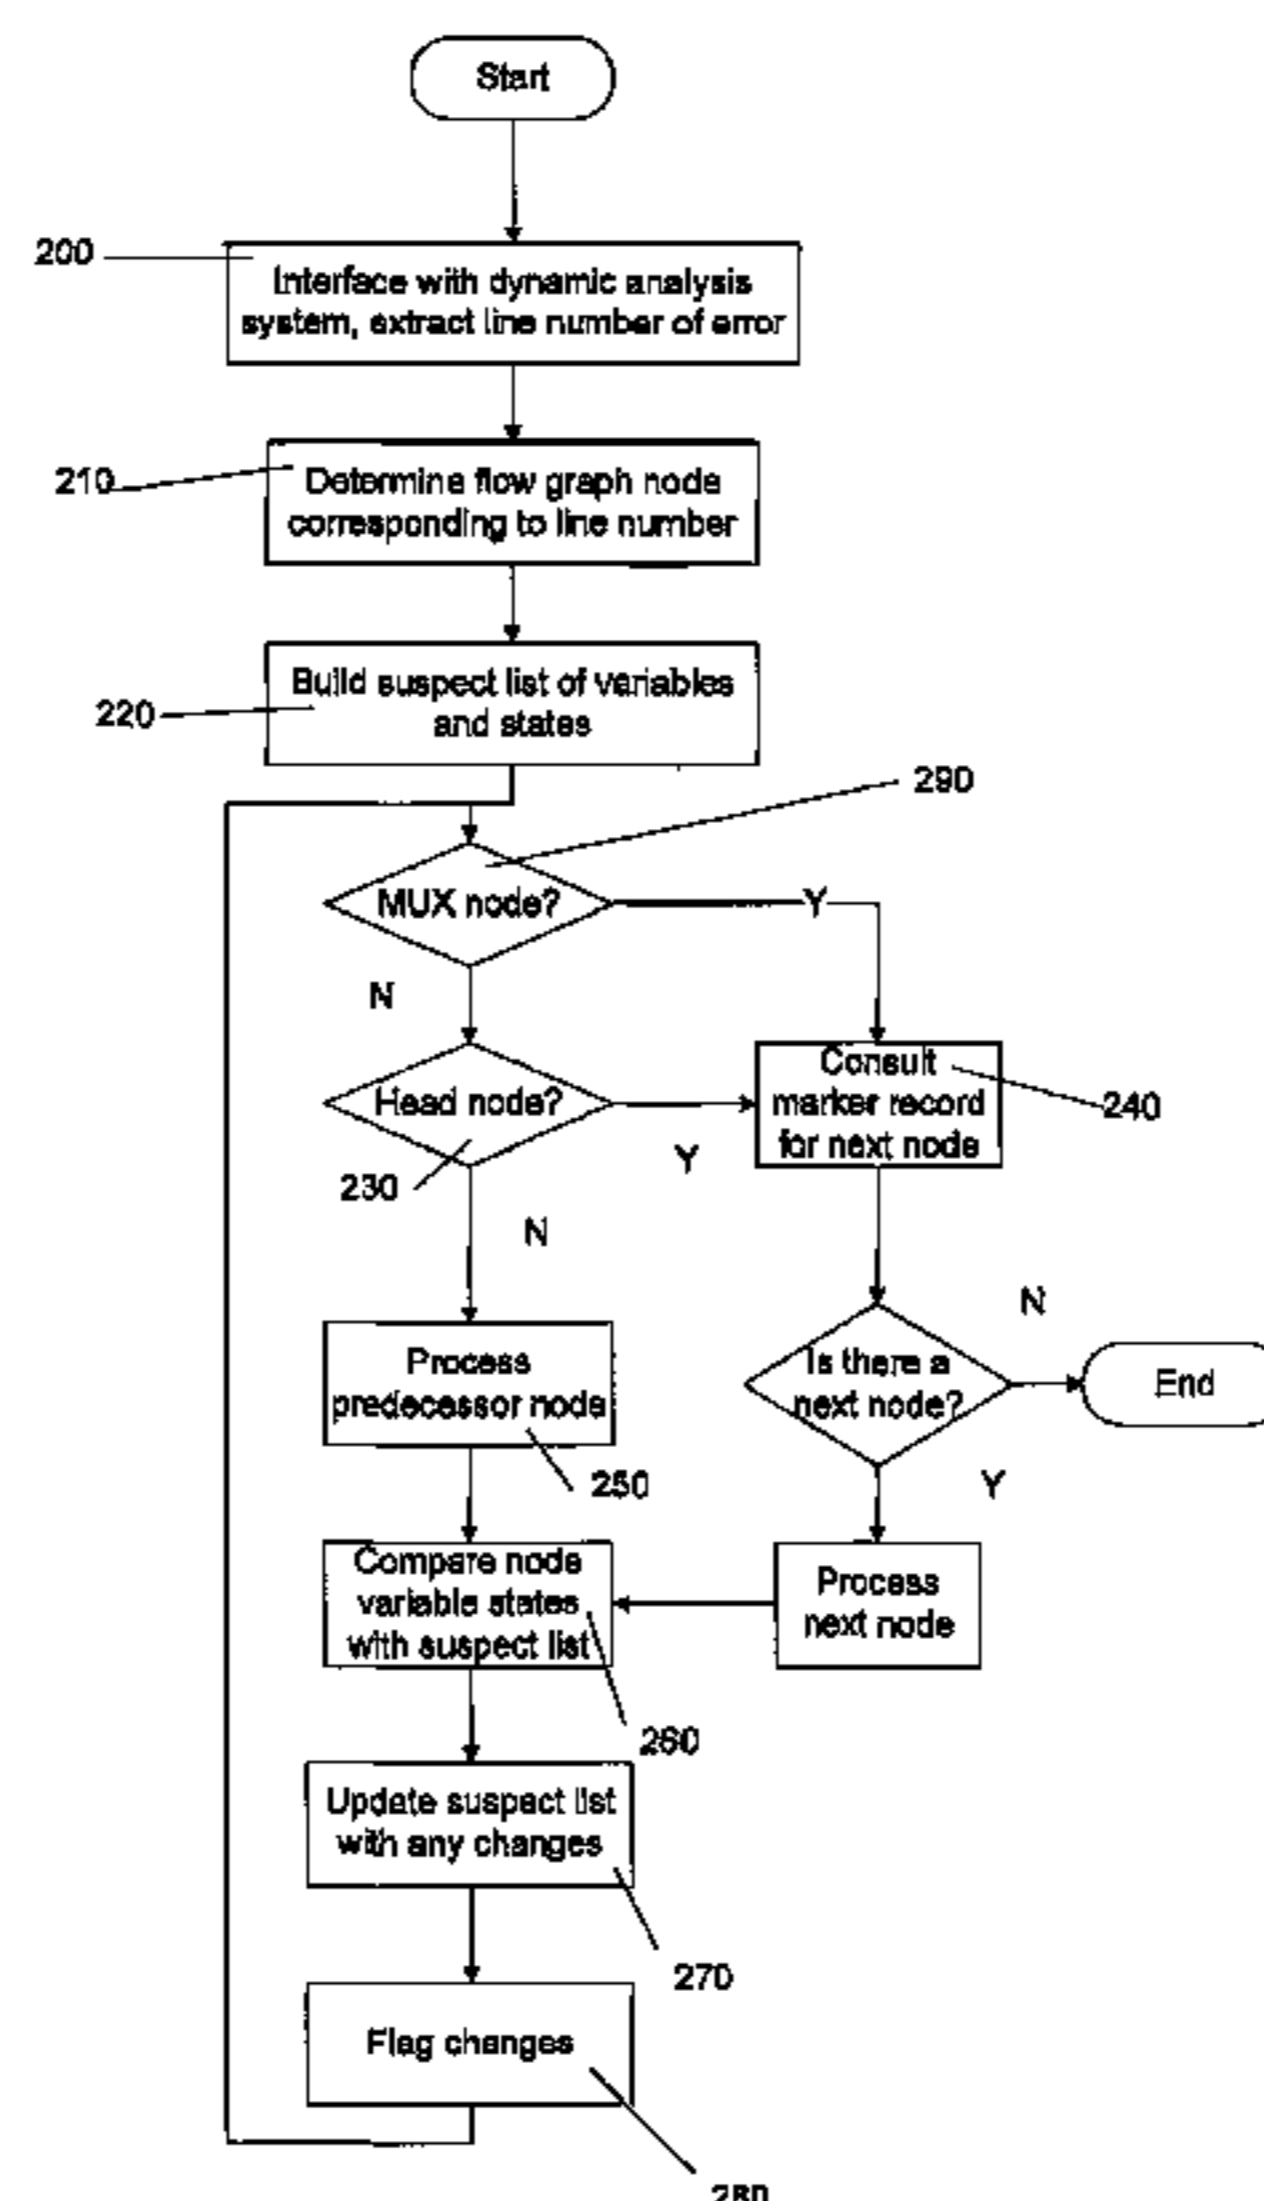 Start
200
Interface with dynamic analysis
system, extract line number of error
210
Determine flow graph node
corresponding to line number
Build suspect list of variables
and states
220
290
MUX node?
Y
N
Head node?
230
Y
N
Consult
marker record
for next node
240
Process
predecessor node
250
Is there a
next node?
N
End
Y
Compare node
variable states
with suspect list
260
Process
next node
Update suspect list
with any changes
270
Flag changes
280